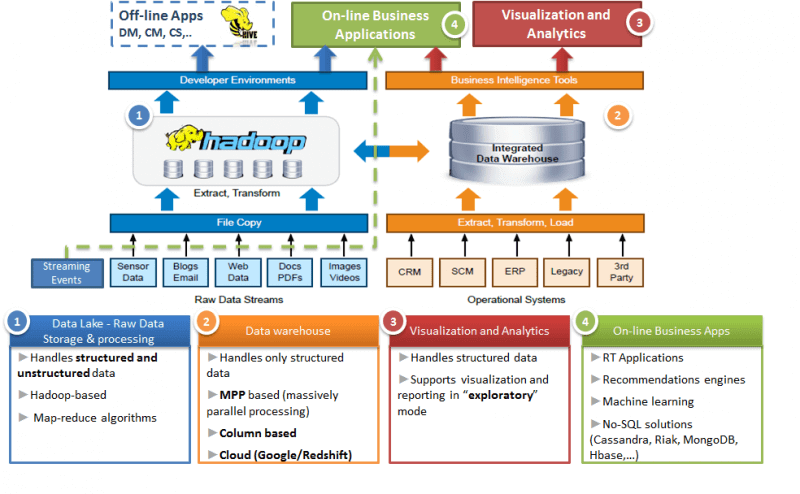 Off-line Apps
DM, CM, CS,..
HIVE
On-line Business
Applications
4
Visualization and
Analytics
3
Developer Environments
Business Intelligence Tools
1
hadoop
2
Integrated
Data Warehouse
Extract, Transform
File Copy
Extract, Transform, Load
Streaming
Events
Sensor
Data
Blogs
Email
Web
Data
Docs
PDFs
Images
Videos
CRM
SCM
ERP
Legacy
3rd
Party
Raw Data Streams
Operational Systems
1
Data Lake - Raw Data
Storage & processing
Handles structured and
unstructured data
Hadoop-based
Map-reduce algorithms
2
Data warehouse
Handles only structured
data
MPP based (massively
parallel processing)
Column based
Cloud (Google/Redshift)
3
Visualization and Analytics
Handles structured data
Supports visualization and
reporting in “exploratory”
mode
4
On-line Business Apps
RT Applications
Recommendations engines
Machine learning
No-SQL solutions
(Cassandra, Riak, MongoDB,
Hbase,…)